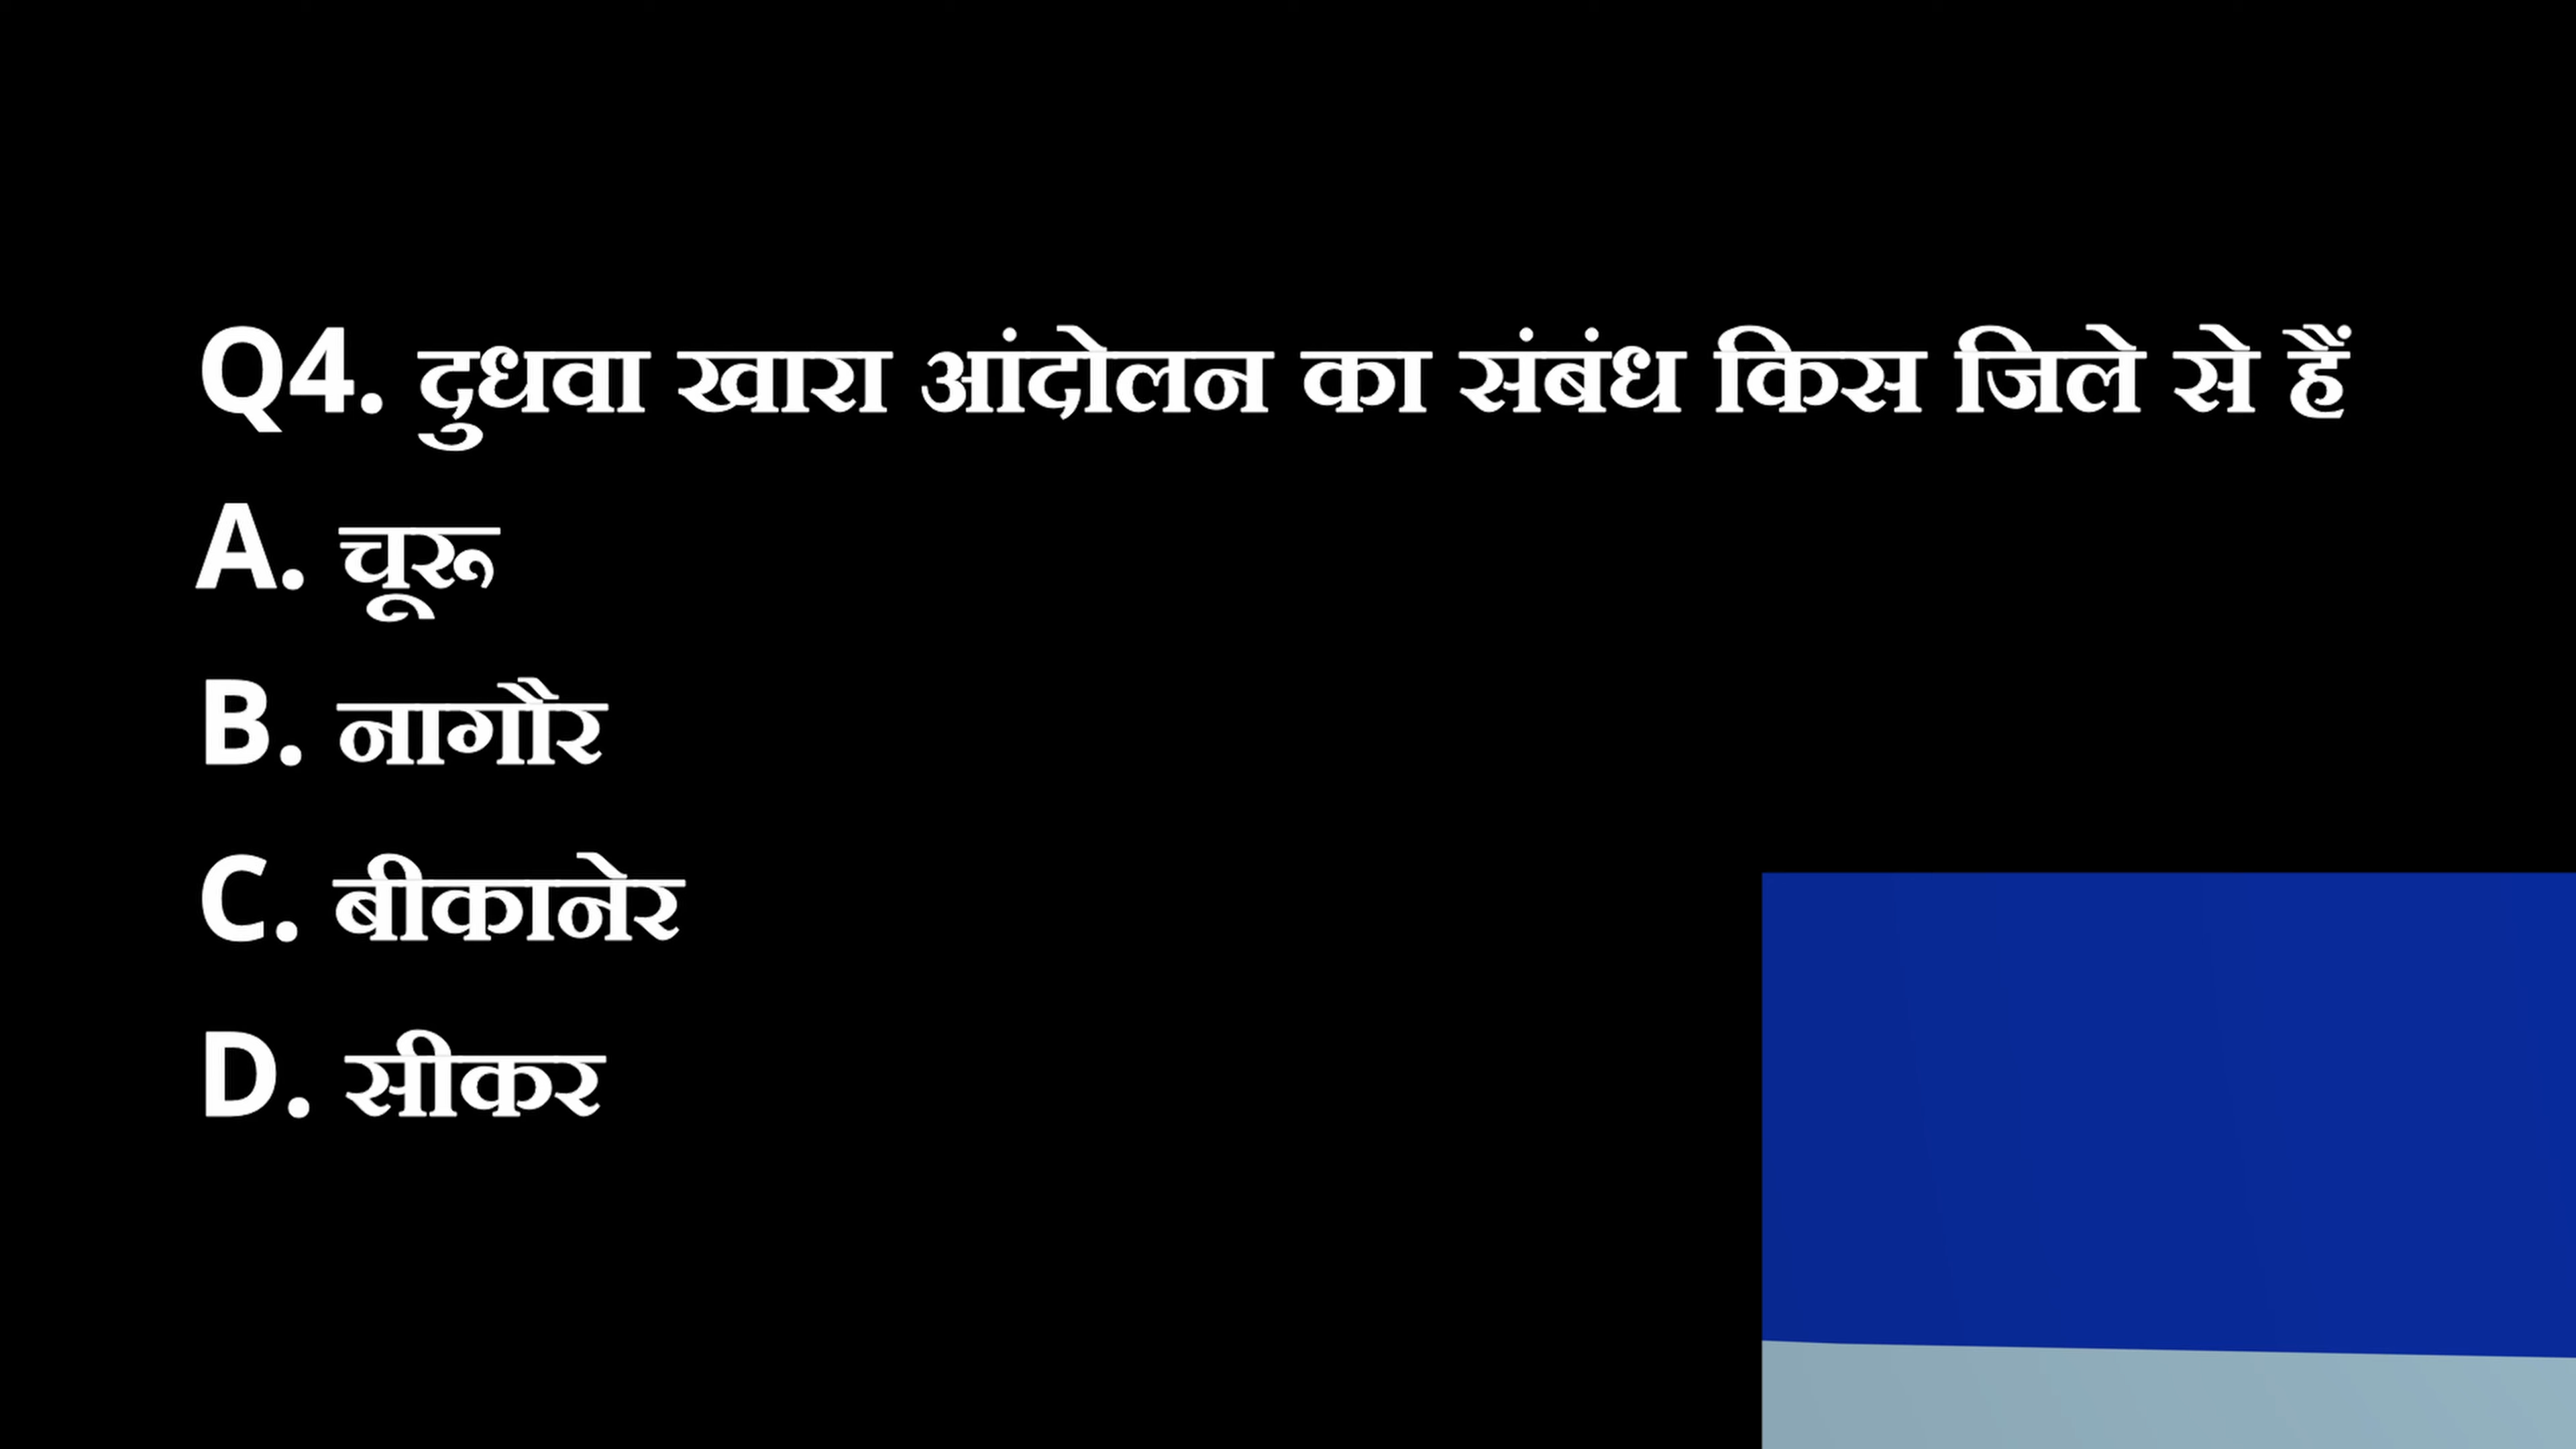 Q4. दुधवा खारा आंदोलन का संबंध किस जिले से हैं
A. चूरू
B. नागौर
C. बीकानेर
D. सीकर